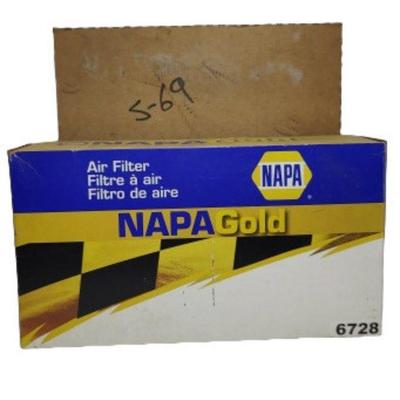 S-69
Air Filter
Filtre à air
Filtro de aire
NAPA
NAPA Gold
6728